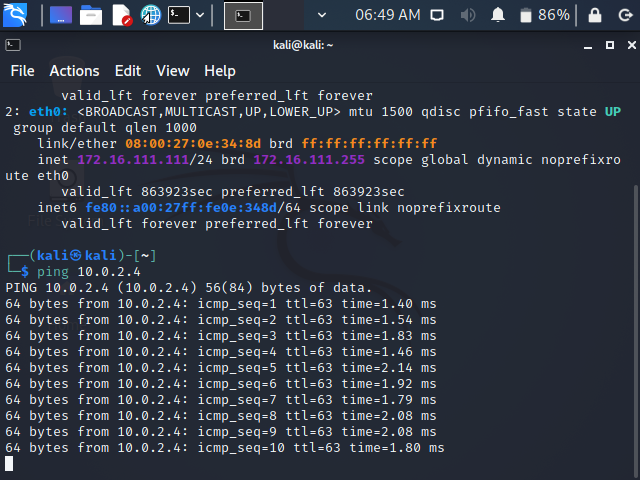 06:49 AM
86%
kali@kali: ~
File Actions Edit View Help
valid_lft forever preferred_lft forever
2: eth0: <BROADCAST,MULTICAST,UP,LOWER_UP> mtu 1500 qdisc pfifo_fast state UP
group default qlen 1000
link/ether 08:00:27:0e:34:8d brd ff:ff:ff:ff:ff:ff
inet 172.16.111.111/24 brd 172.16.111.255 scope global dynamic noprefixro
ute eth0
valid_lft 863923sec preferred_lft 863923sec
inet6 fe80::a00:27ff:fe0e:348d/64 scope link noprefixroute
valid_lft forever preferred_lft forever
┌──(kali㉿kali)-[~]
└─$ ping 10.0.2.4
PING 10.0.2.4 (10.0.2.4) 56(84) bytes of data.
64 bytes from 10.0.2.4: icmp_seq=1 ttl=63 time=1.40 ms
64 bytes from 10.0.2.4: icmp_seq=2 ttl=63 time=1.54 ms
64 bytes from 10.0.2.4: icmp_seq=3 ttl=63 time=1.83 ms
64 bytes from 10.0.2.4: icmp_seq=4 ttl=63 time=1.46 ms
64 bytes from 10.0.2.4: icmp_seq=5 ttl=63 time=2.14 ms
64 bytes from 10.0.2.4: icmp_seq=6 ttl=63 time=1.92 ms
64 bytes from 10.0.2.4: icmp_seq=7 ttl=63 time=1.79 ms
64 bytes from 10.0.2.4: icmp_seq=8 ttl=63 time=2.08 ms
64 bytes from 10.0.2.4: icmp_seq=9 ttl=63 time=2.08 ms
64 bytes from 10.0.2.4: icmp_seq=10 ttl=63 time=1.80 ms